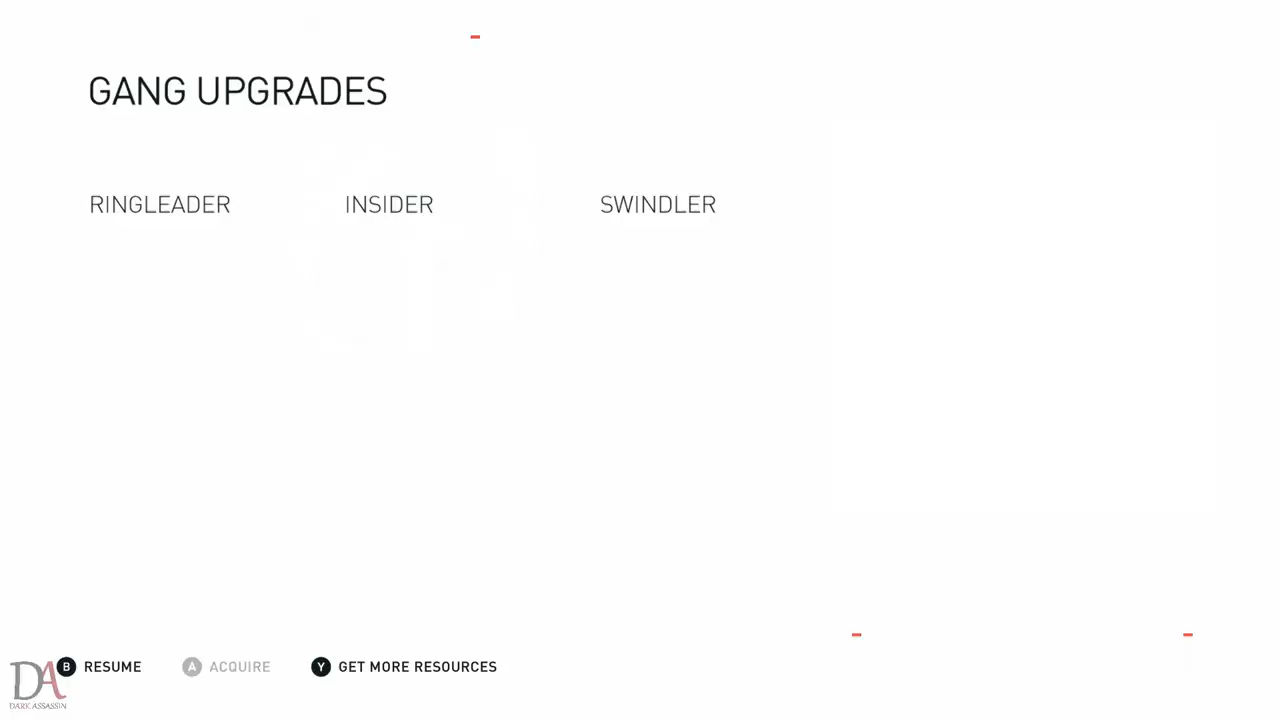 GANG UPGRADES
RINGLEADER INSIDER SWINDLER
B RESUME A ACQUIRE Y GET MORE RESOURCES
DA
DARK ASSASSIN